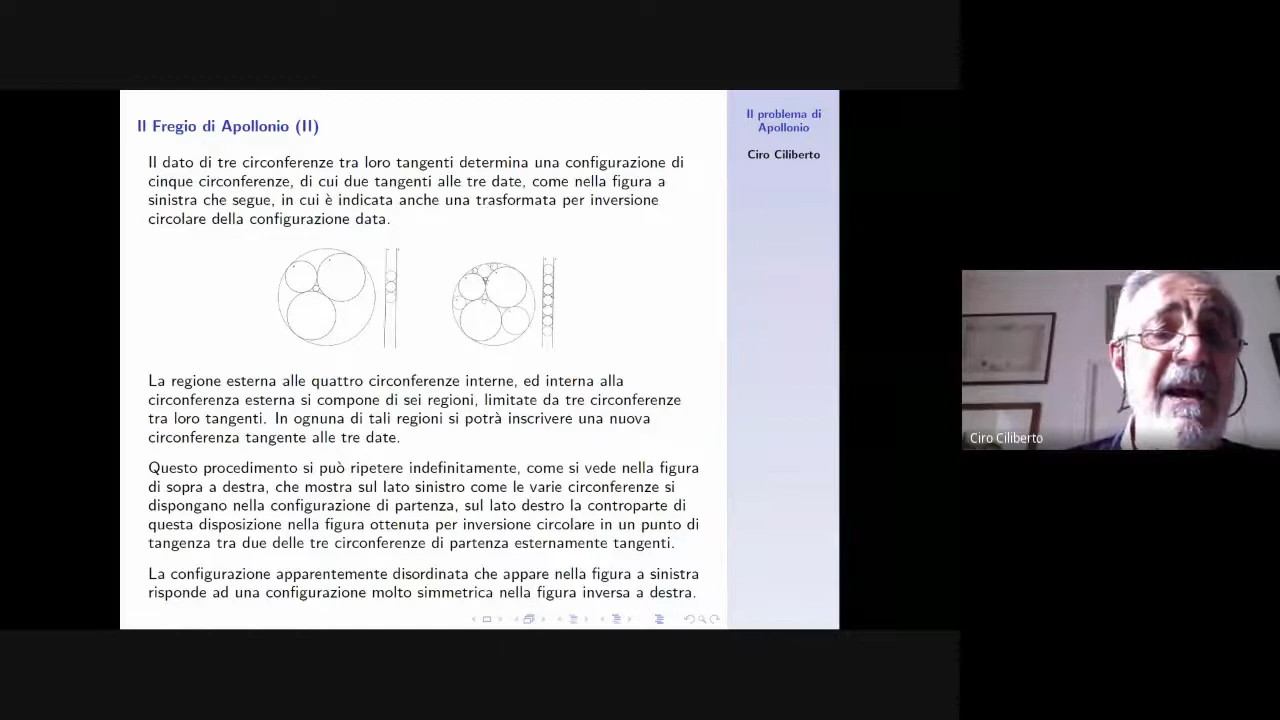 Il Fregio di Apollonio (II)
Il dato di tre circonferenze tra loro tangenti determina una configurazione di
cinque circonferenze, di cui due tangenti alle tre date, come nella figura a
sinistra che segue, in cui è indicata anche una trasformata per inversione
circolare della configurazione data.
La regione esterna alle quattro circonferenze interne, ed interna alla
circonferenza esterna si compone di sei regioni, limitate da tre circonferenze
tra loro tangenti. In ognuna di tali regioni si potrà inscrivere una nuova
circonferenza tangente alle tre date.
Questo procedimento si può ripetere indefinitamente, come si vede nella figura
di sopra a destra, che mostra sul lato sinistro come le varie circonferenze si
dispongano nella configurazione di partenza, sul lato destro la controparte di
questa disposizione nella figura ottenuta per inversione circolare in un punto di
tangenza tra due delle tre circonferenze di partenza esternamente tangenti.
La configurazione apparentemente disordinata che appare nella figura a sinistra
risponde ad una configurazione molto simmetrica nella figura inversa a destra.
Il problema di
Apollonio
Ciro Ciliberto
Ciro Ciliberto